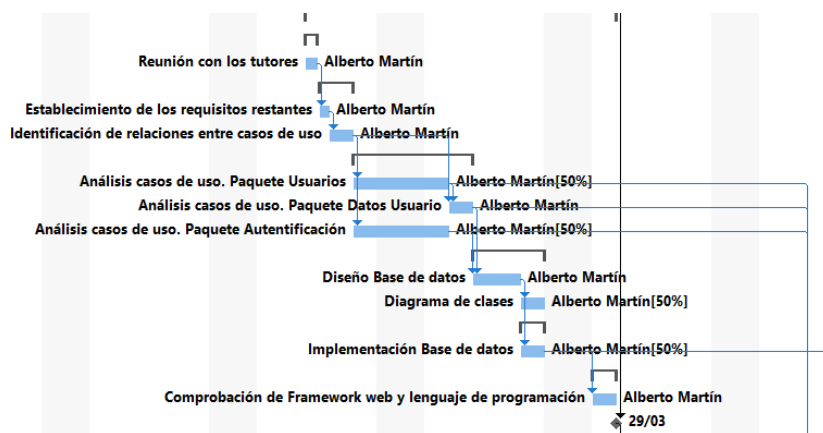 Reunión con los tutores Alberto Martín
Establecimiento de los requisitos restantes Alberto Martín
Identificación de relaciones entre casos de uso Alberto Martín
Análisis casos de uso. Paquete Usuarios Alberto Martín[50%]
Análisis casos de uso. Paquete Datos Usuario Alberto Martín
Análisis casos de uso. Paquete Autentificación Alberto Martín[50%]
Diseño Base de datos Alberto Martín
Diagrama de clases Alberto Martín[50%]
Implementación Base de datos Alberto Martín[50%]
Comprobación de Framework web y lenguaje de programación Alberto Martín
29/03